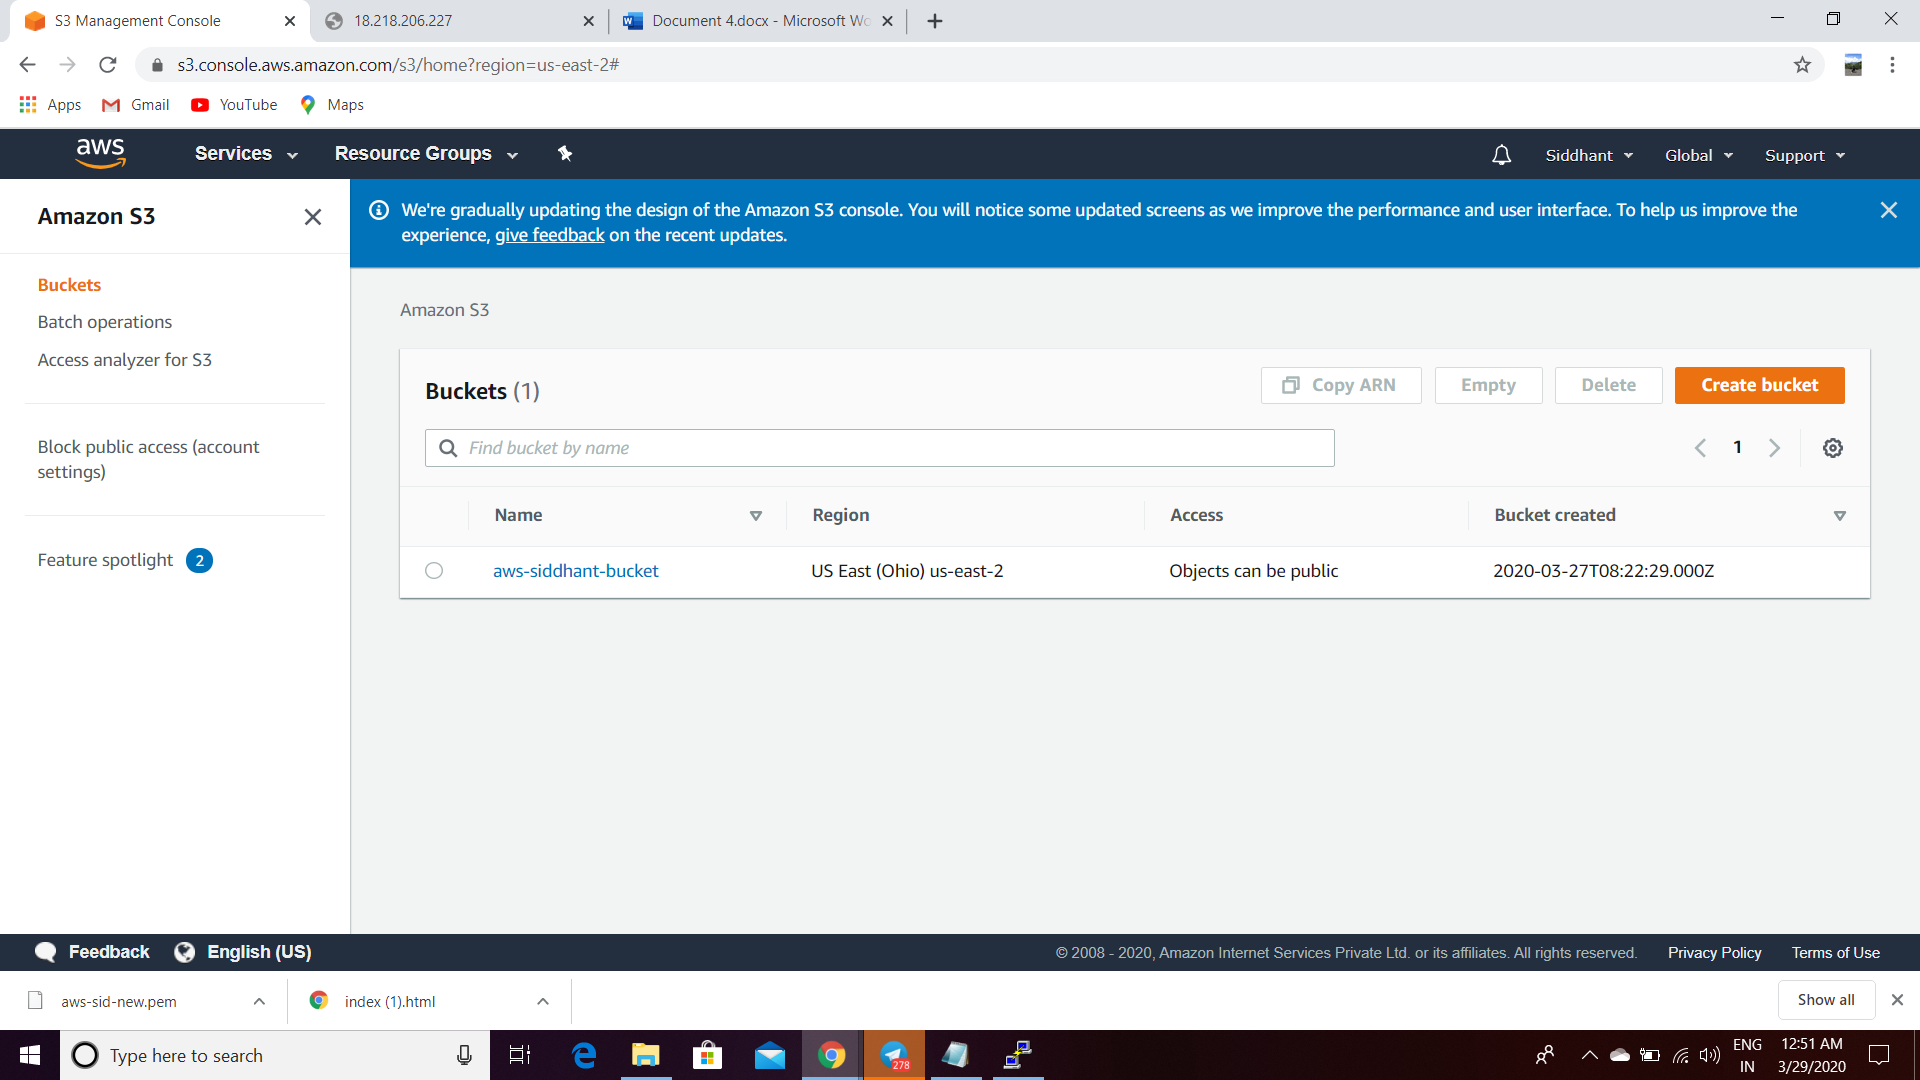 S3 Management Console
18.218.206.227
Document 4.docx - Microsoft Wo
s3.console.aws.amazon.com/s3/home?region=us-east-2#
Apps
Gmail
YouTube
Maps
aws
Services
Resource Groups
Siddhant
Global
Support
Amazon S3
We're gradually updating the design of the Amazon S3 console. You will notice some updated screens as we improve the performance and user interface. To help us improve the
experience, give feedback on the recent updates.
Buckets
Batch operations
Access analyzer for S3
Block public access (account
settings)
Feature spotlight 2
Amazon S3
Buckets (1)
Copy ARN
Empty
Delete
Create bucket
Find bucket by name
1
Name
Region
Access
Bucket created
aws-siddhant-bucket
US East (Ohio) us-east-2
Objects can be public
2020-03-27T08:22:29.000Z
Feedback
English (US)
© 2008 - 2020, Amazon Internet Services Private Ltd. or its affiliates. All rights reserved.
Privacy Policy
Terms of Use
aws-sid-new.pem
index (1).html
Show all
Type here to search
278
ENG
IN
12:51 AM
3/29/2020